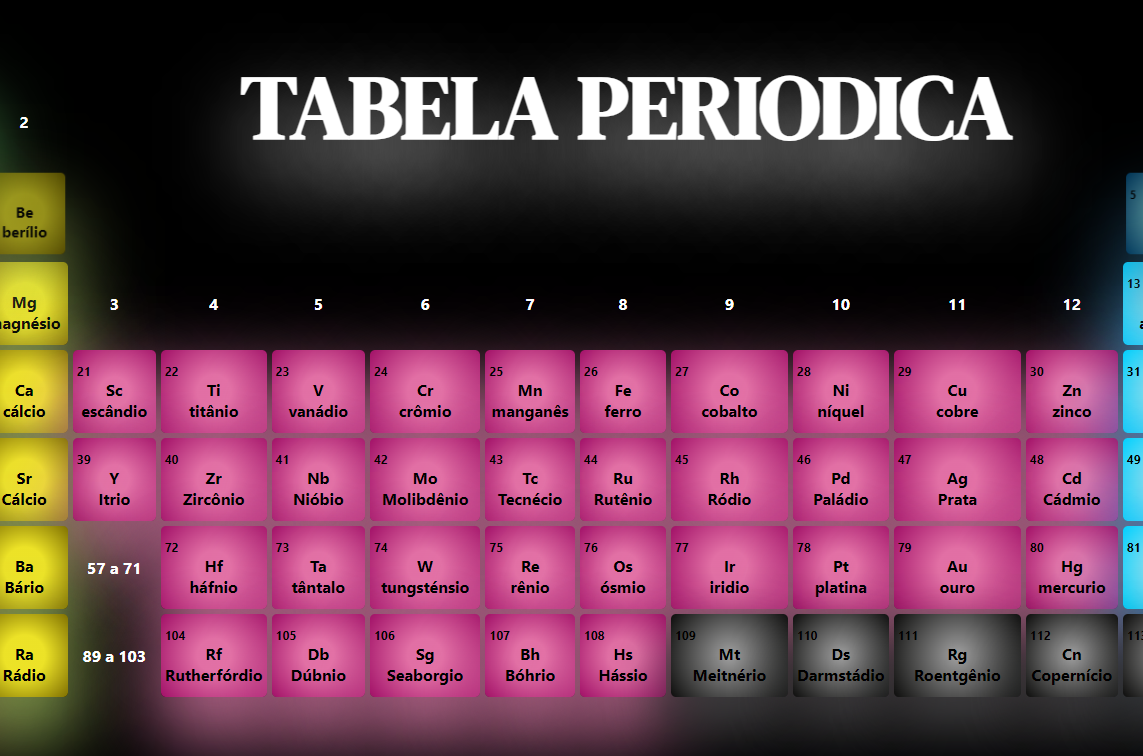 TABELA PERIODICA
2
Be
berílio
5
Mg
agnésio
3
4
5
6
7
8
9
10
11
12
13
Ca
cálcio
21
Sc
escândio
22
Ti
titânio
23
V
vanádio
24
Cr
crômio
25
Mn
manganês
26
Fe
ferro
27
Co
cobalto
28
Ni
níquel
29
Cu
cobre
30
Zn
zinco
31
Sr
Cálcio
39
Y
Itrio
40
Zr
Zircônio
41
Nb
Nióbio
42
Mo
Molibdênio
43
Tc
Tecnécio
44
Ru
Rutênio
45
Rh
Ródio
46
Pd
Paládio
47
Ag
Prata
48
Cd
Cádmio
49
Ba
Bário
57 a 71
72
Hf
háfnio
73
Ta
tântalo
74
W
tungsténsio
75
Re
rênio
76
Os
ósmio
77
Ir
iridio
78
Pt
platina
79
Au
ouro
80
Hg
mercurio
81
Ra
Rádio
89 a 103
104
Rf
Rutherfórdio
105
Db
Dúbnio
106
Sg
Seaborgio
107
Bh
Bóhrio
108
Hs
Hássio
109
Mt
Meitnério
110
Ds
Darmstádio
111
Rg
Roentgênio
112
Cn
Copernício